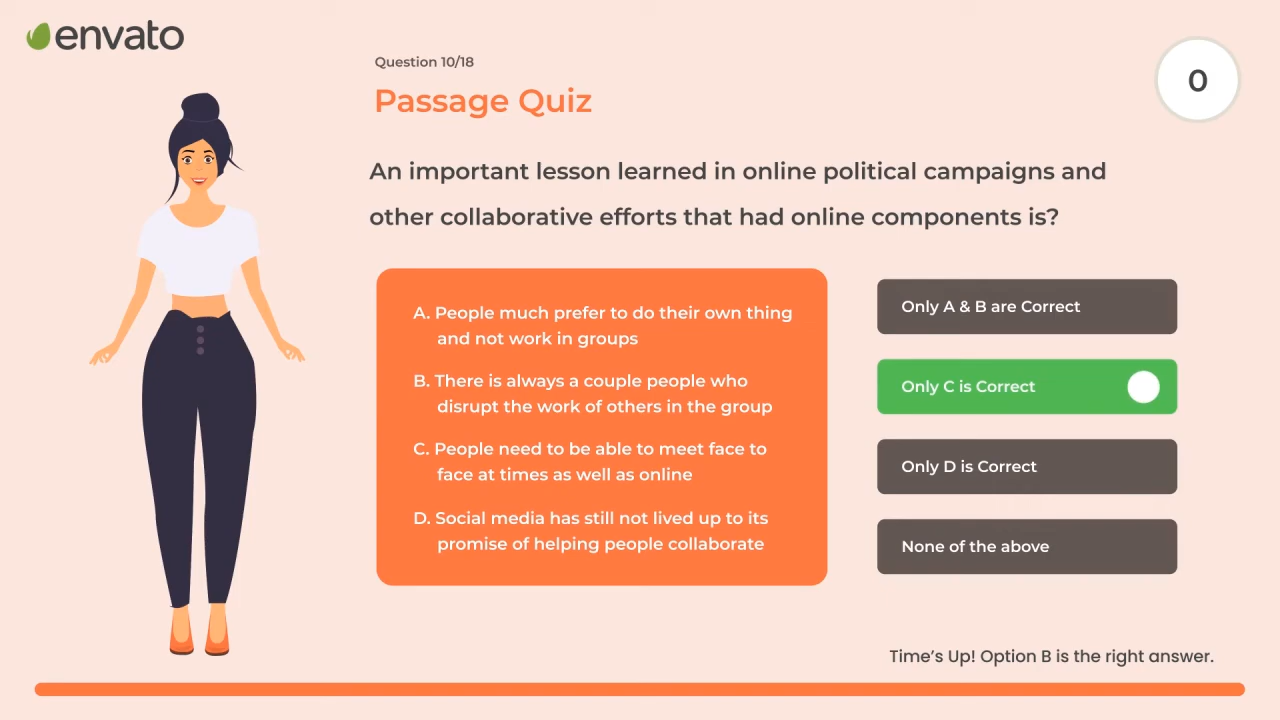 envato
Question 10/18
0
Passage Quiz
An important lesson learned in online political campaigns and
other collaborative efforts that had online components is?
A. People much prefer to do their own thing
and not work in groups
B. There is always a couple people who
disrupt the work of others in the group
C. People need to be able to meet face to
face at times as well as online
D. Social media has still not lived up to its
promise of helping people collaborate
Only A & B are Correct
Only C is Correct
Only D is Correct
None of the above
Time’s Up! Option B is the right answer.